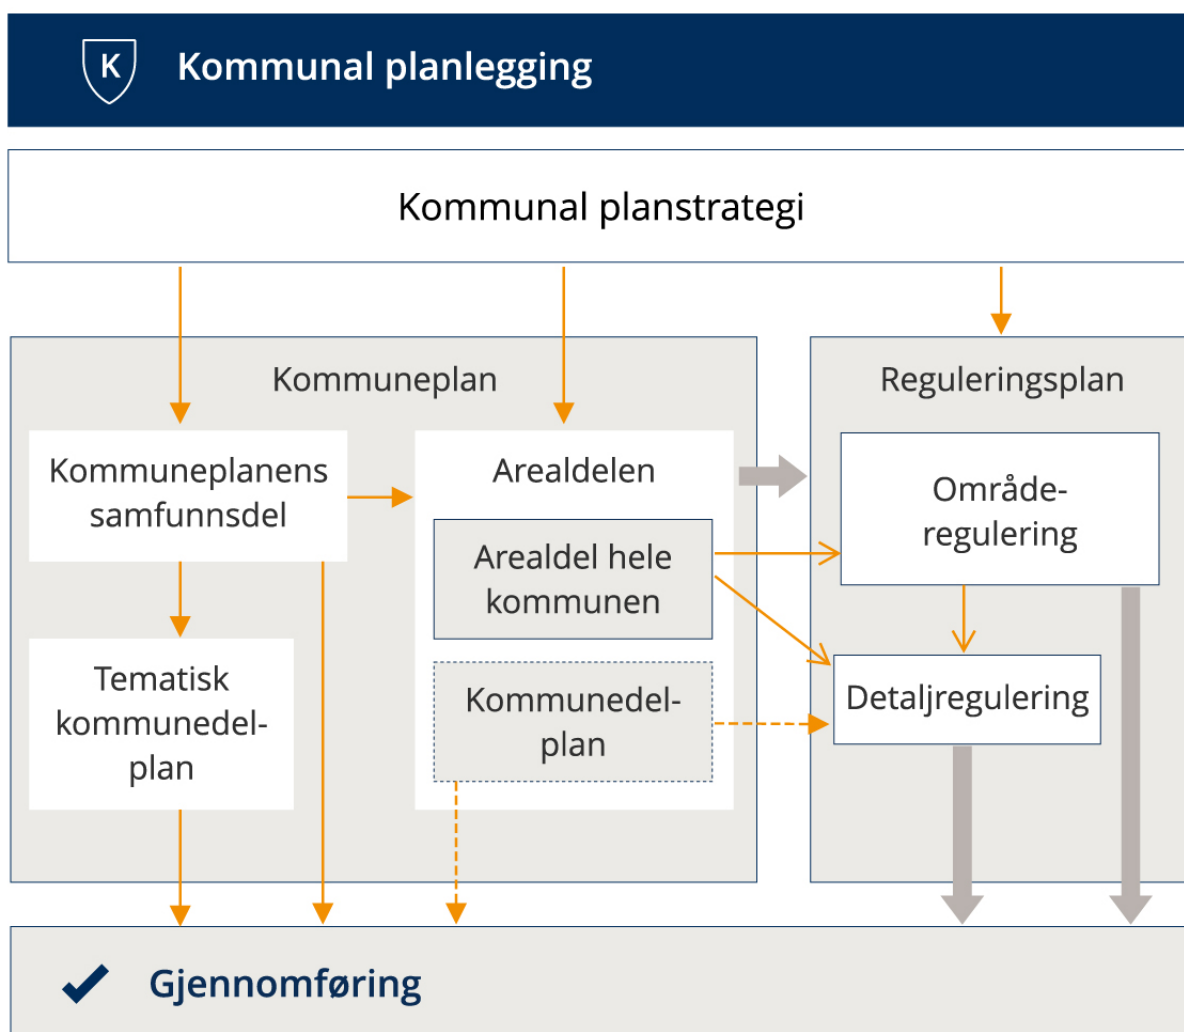 K
Kommunal planlegging
Kommunal planstrategi
Kommuneplan
Kommuneplanens
samfunnsdel
Tematisk
kommunedel-
plan
Arealdelen
Arealdel hele
kommunen
Kommunedel-
plan
Reguleringsplan
Område-
regulering
Detaljregulering
Gjennomføring